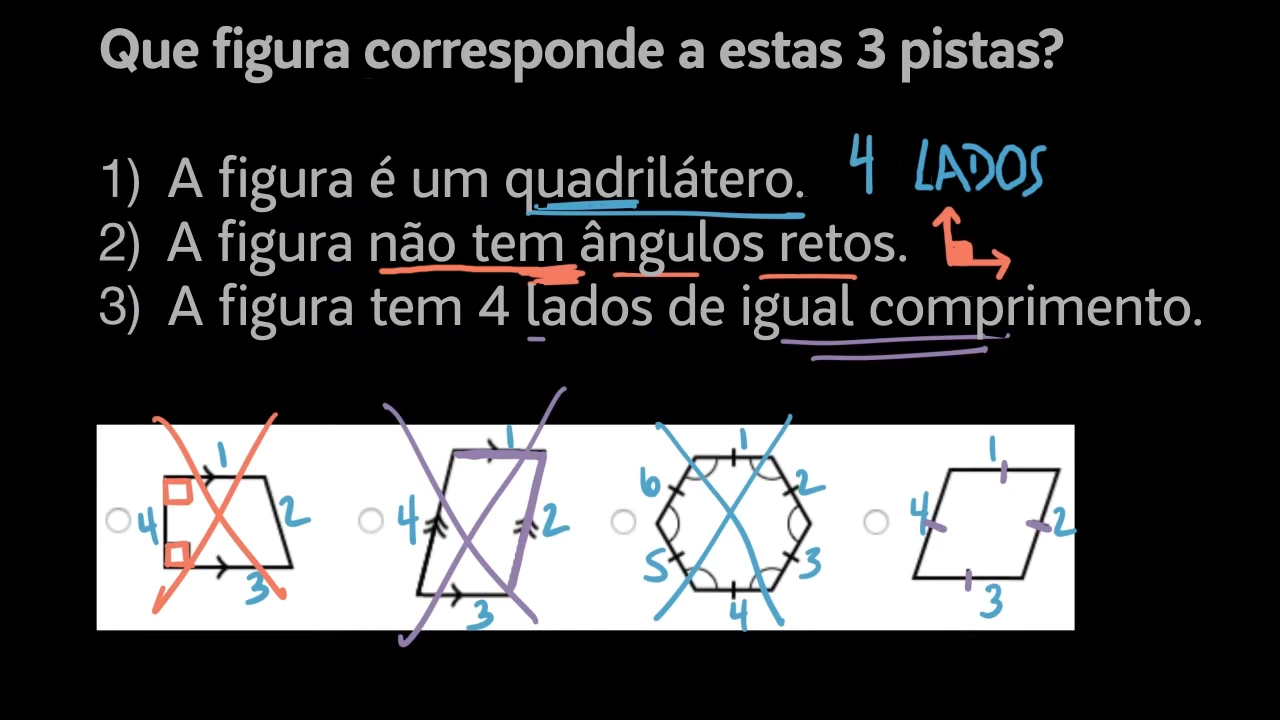 Que figura corresponde a estas 3 pistas?
1) A figura é um quadrilátero. 4 LADOS
2) A figura não tem ângulos retos.
3) A figura tem 4 lados de igual comprimento.
1 1 1 1
4 2 4 2 6 2 4 2
5 3
3 3 4 3